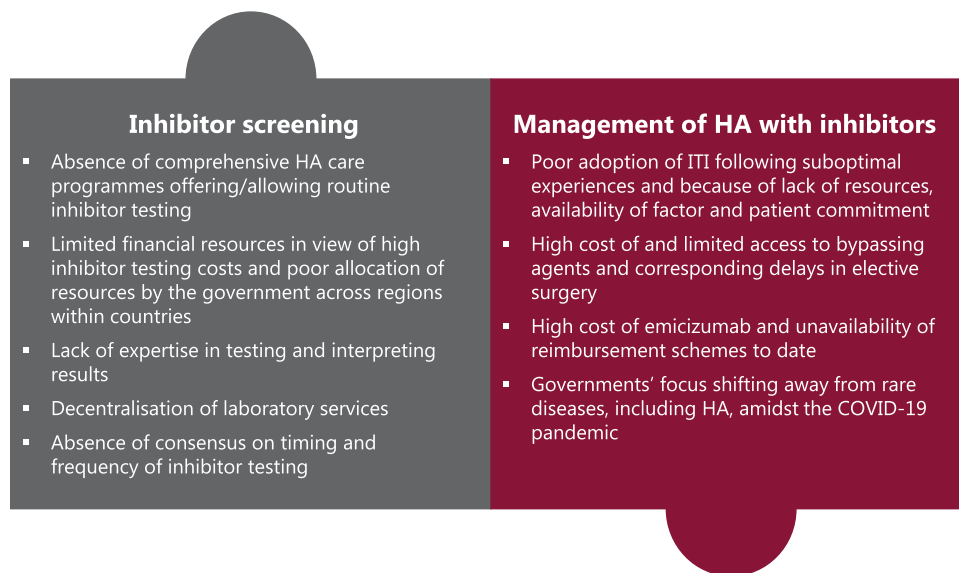 Inhibitor screening
▪ Absence of comprehensive HA care
programmes offering/allowing routine
inhibitor testing
▪ Limited financial resources in view of high
inhibitor testing costs and poor allocation of
resources by the government across regions
within countries
▪ Lack of expertise in testing and interpreting
results
▪ Decentralisation of laboratory services
▪ Absence of consensus on timing and
frequency of inhibitor testing
Management of HA with inhibitors
▪ Poor adoption of ITI following suboptimal
experiences and because of lack of resources,
availability of factor and patient commitment
▪ High cost of and limited access to bypassing
agents and corresponding delays in elective
surgery
▪ High cost of emicizumab and unavailability of
reimbursement schemes to date
▪ Governments’ focus shifting away from rare
diseases, including HA, amidst the COVID-19
pandemic